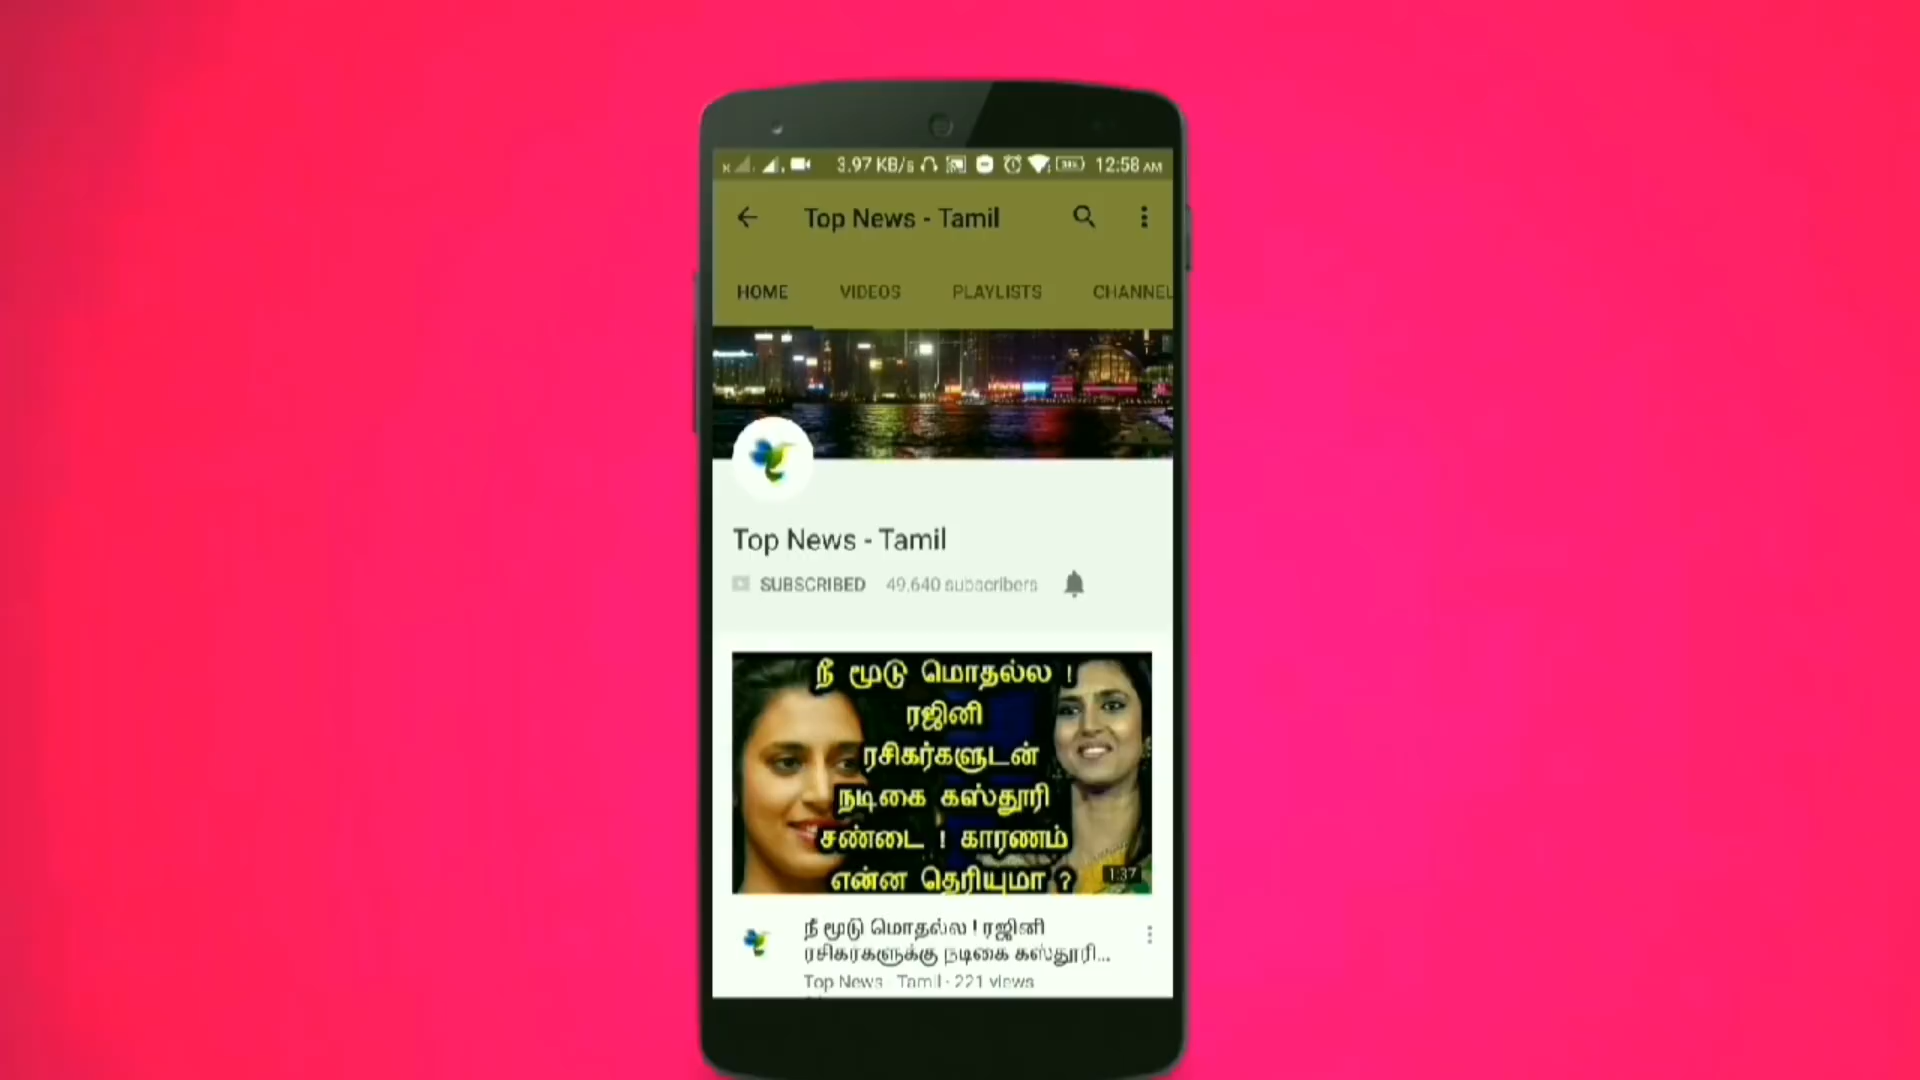 3.97 KB/s 12:58 AM
Top News - Tamil
HOME VIDEOS PLAYLISTS CHANNEL
Top News - Tamil
SUBSCRIBED 49,640 subscribers
நீ மூடு மொதல்ல !
ரஜினி
ரசிகர்களுடன்
நடிகை கஸ்தூரி
சண்டை ! காரணம்
என்ன தெரியுமா ?
1:37
நீ மூடு மொதல்ல ! ரஜினி
ரசிகர்களுக்கு நடிகை கஸ்தூரி...
Top News - Tamil · 221 views